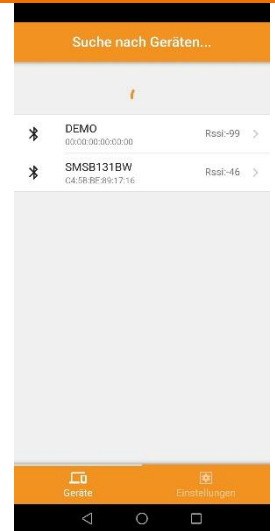 Suche nach Geräten...
DEMO
00:00:00:00:00:00
Rssi:-99
SMSB131BW
C4:5B:BE:89:17:16
Rssi:-46
Geräte
Einstellungen